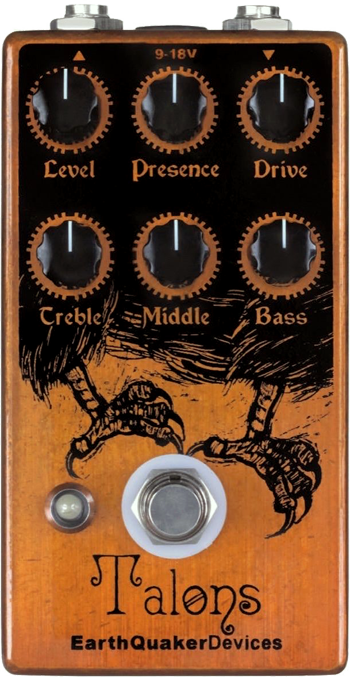 9-18V
Level Presence Drive
Treble Middle Bass
Talons
EarthQuakerDevices